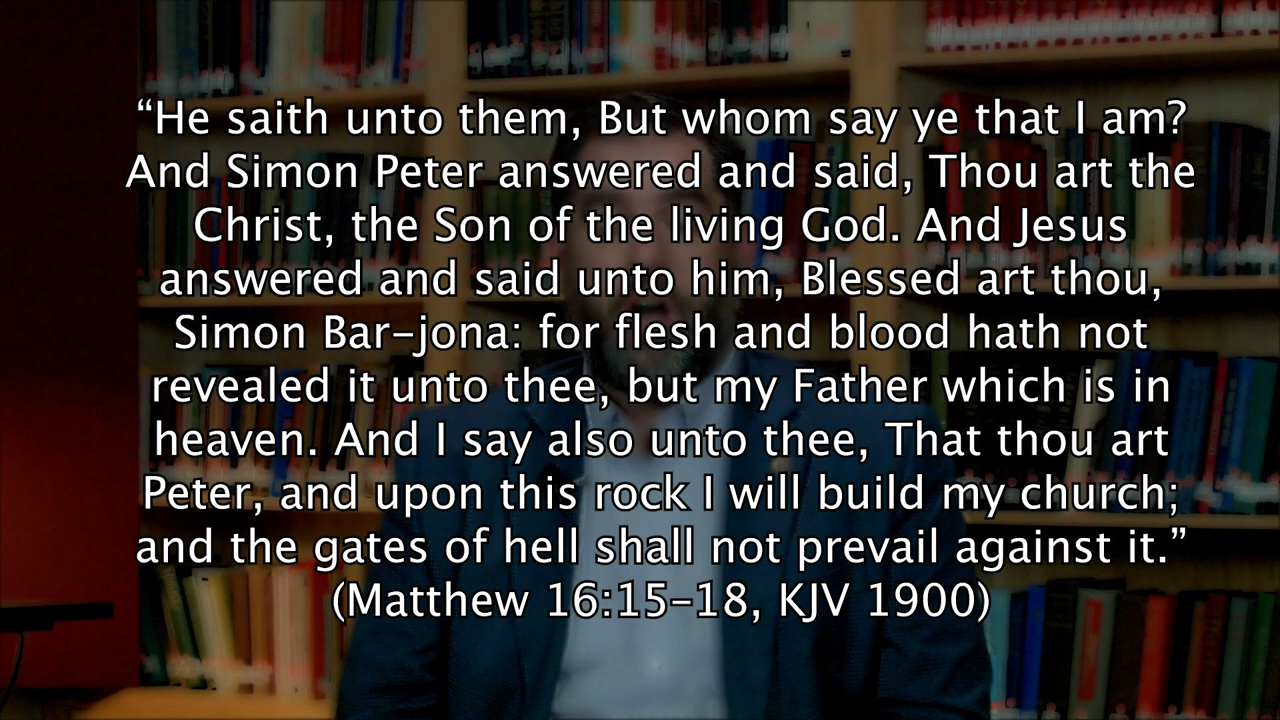 “He saith unto them, But whom say ye that I am?
And Simon Peter answered and said, Thou art the
Christ, the Son of the living God. And Jesus
answered and said unto him, Blessed art thou,
Simon Bar–jona: for flesh and blood hath not
revealed it unto thee, but my Father which is in
heaven. And I say also unto thee, That thou art
Peter, and upon this rock I will build my church;
and the gates of hell shall not prevail against it.”
(Matthew 16:15–18, KJV 1900)